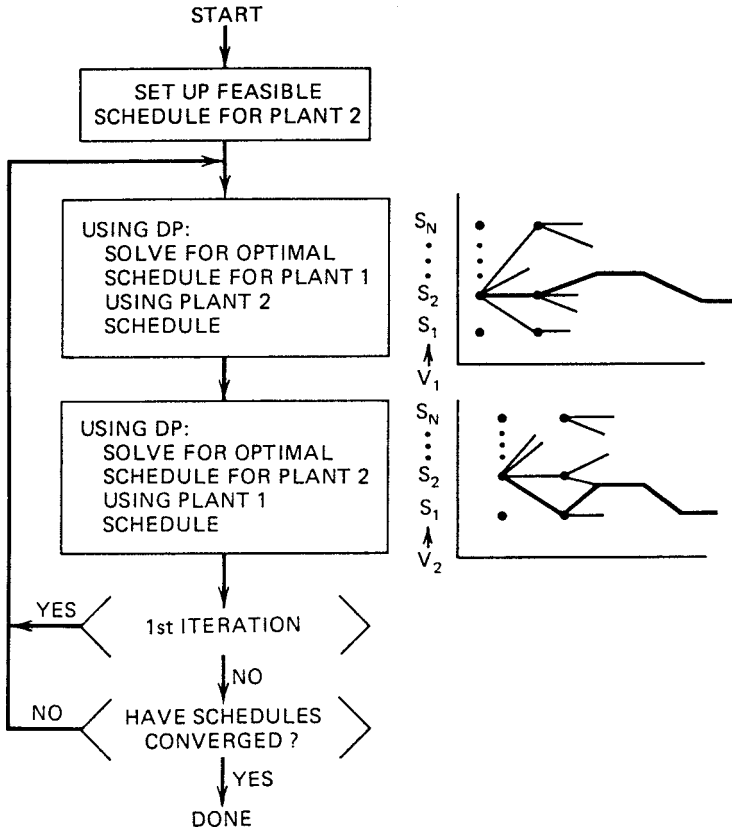 START
SET UP FEASIBLE
SCHEDULE FOR PLANT 2
USING DP:
SOLVE FOR OPTIMAL
SCHEDULE FOR PLANT 1
USING PLANT 2
SCHEDULE
S_N
S_2
S_1
V_1
USING DP:
SOLVE FOR OPTIMAL
SCHEDULE FOR PLANT 2
USING PLANT 1
SCHEDULE
S_N
S_2
S_1
V_2
YES
1st ITERATION
NO
NO
HAVE SCHEDULES
CONVERGED ?
YES
DONE